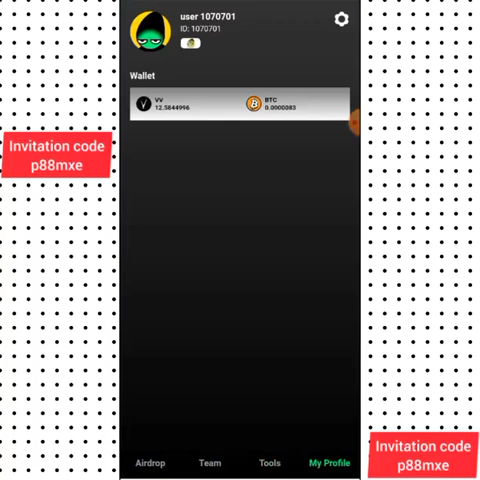 user 1070701
ID: 1070701
Wallet
VV
12.5844996
BTC
0.0000083
Invitation code
p88mxe
Airdrop Team Tools My Profile
Invitation code
p88mxe